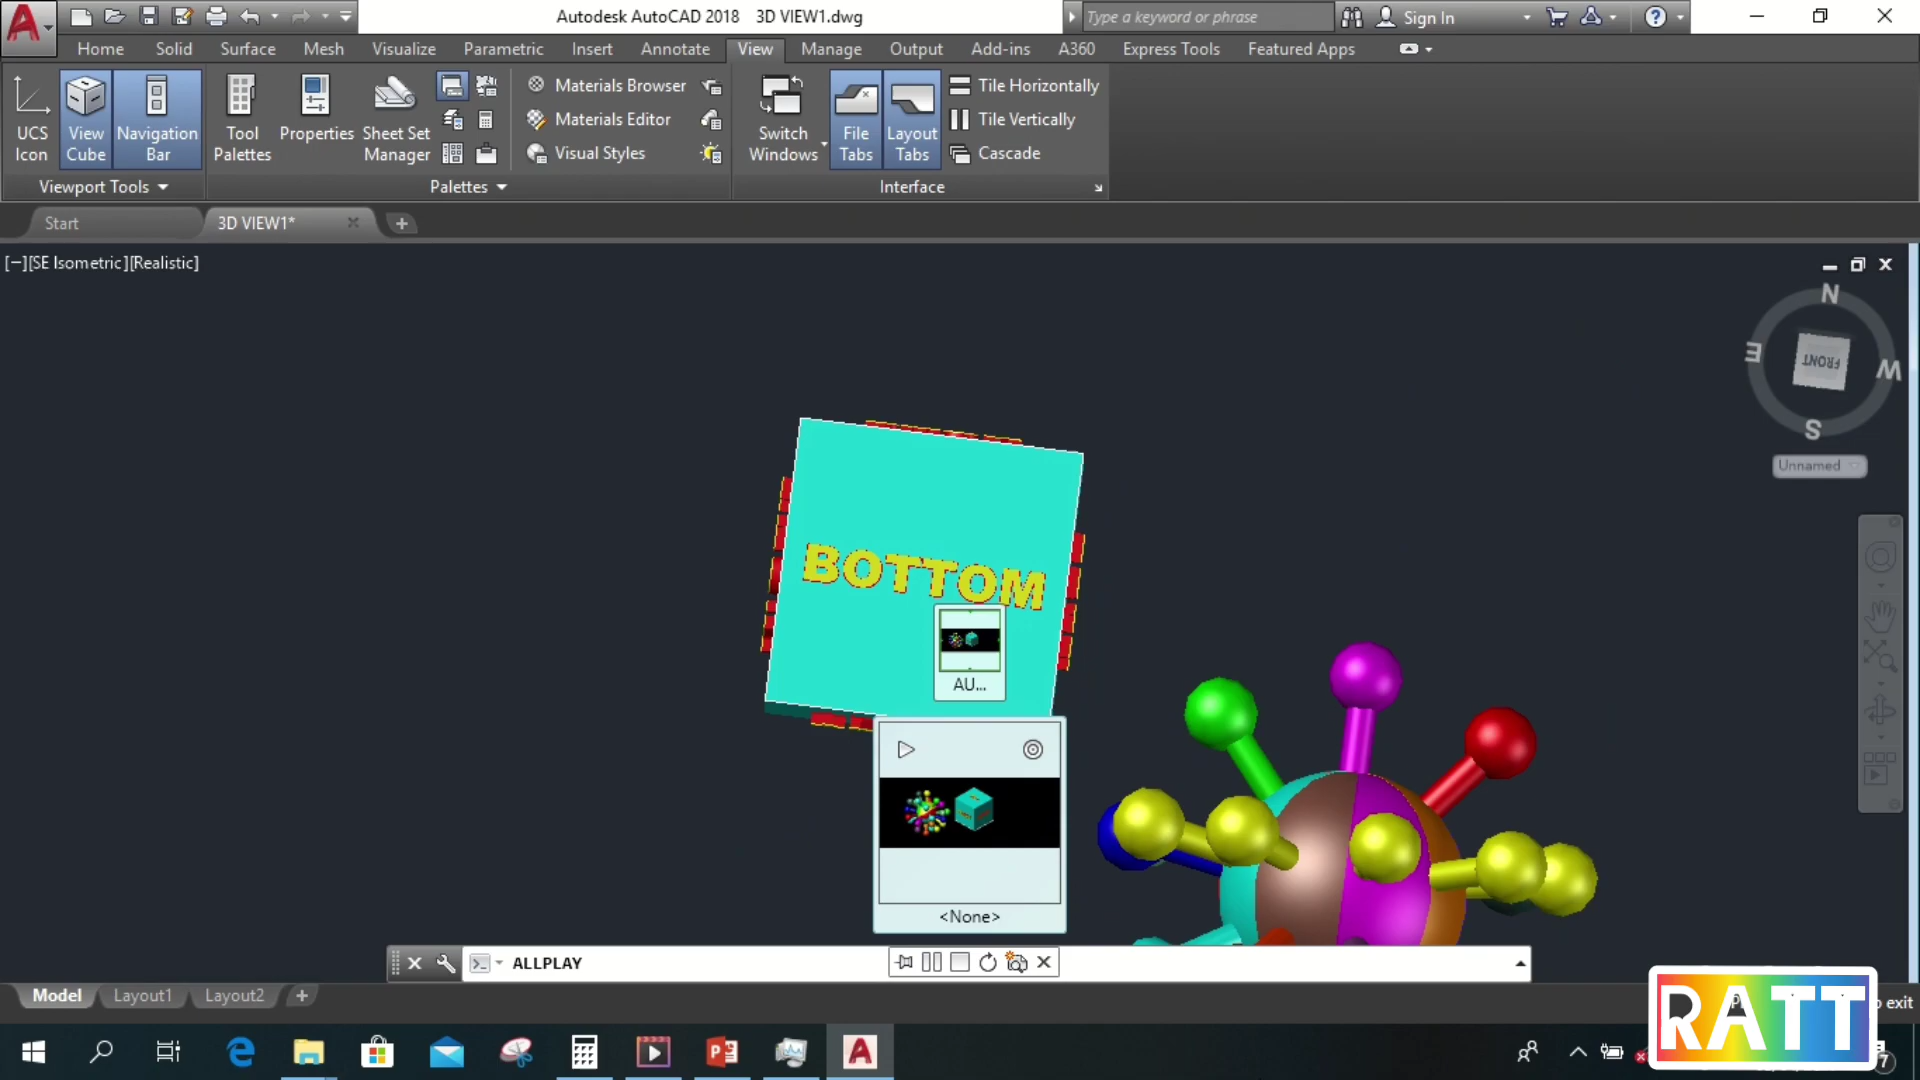 Autodesk AutoCAD 2018 3D VIEW1.dwg
Type a keyword or phrase
Sign In
Home Solid Surface Mesh Visualize Parametric Insert Annotate View Manage Output Add-ins A360 Express Tools Featured Apps
UCS Icon
View Cube
Navigation Bar
Tool Palettes
Properties
Sheet Set Manager
Materials Browser
Materials Editor
Visual Styles
Switch Windows
File Tabs
Layout Tabs
Tile Horizontally
Tile Vertically
Cascade
Viewport Tools
Palettes
Interface
Start
3D VIEW1*
[−][SE Isometric][Realistic]
N
E
FRONT
W
S
Unnamed
BOTTOM
AU...
<None>
ALLPLAY
Model Layout1 Layout2
exit
RATT